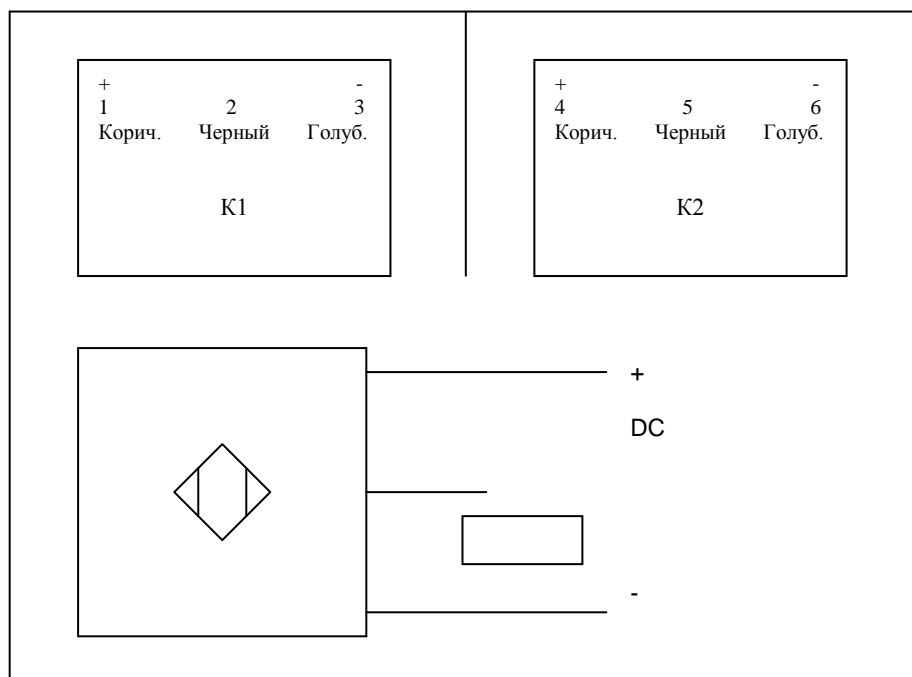 + -
1 2 3
Корич. Черный Голуб.
К1
+ -
4 5 6
Корич. Черный Голуб.
К2
+
DC
-